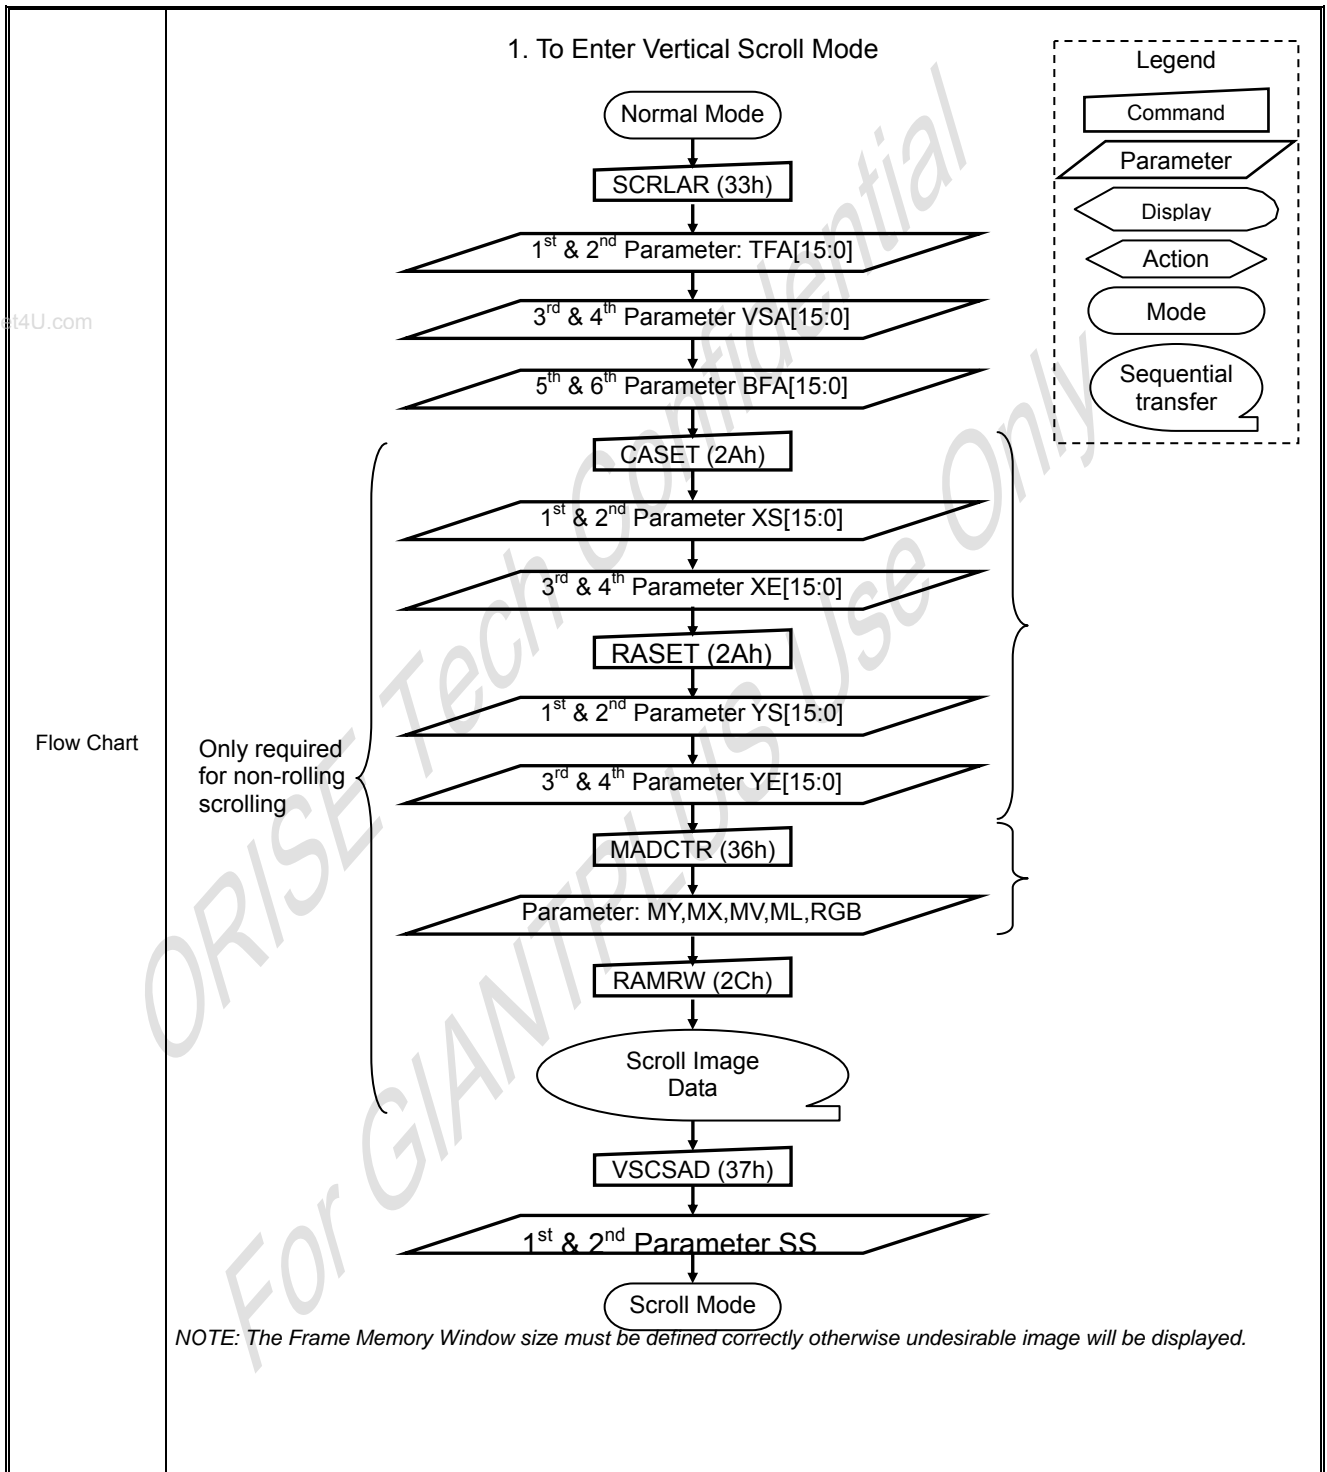 1. To Enter Vertical Scroll Mode
Legend
Command
Parameter
Display
Action
Mode
Sequential
transfer
Normal Mode
SCRLAR (33h)
1st & 2nd Parameter: TFA[15:0]
3rd & 4th Parameter VSA[15:0]
5th & 6th Parameter BFA[15:0]
CASET (2Ah)
1st & 2nd Parameter XS[15:0]
3rd & 4th Parameter XE[15:0]
RASET (2Ah)
1st & 2nd Parameter YS[15:0]
3rd & 4th Parameter YE[15:0]
MADCTR (36h)
Parameter: MY,MX,MV,ML,RGB
RAMRW (2Ch)
Scroll Image
Data
VSCSAD (37h)
1st & 2nd Parameter SS
Scroll Mode
Flow Chart
Only required
for non-rolling
scrolling
NOTE: The Frame Memory Window size must be defined correctly otherwise undesirable image will be displayed.
et4U.com
ORISE Tech Confidential
For GIANTPLUS Use Only